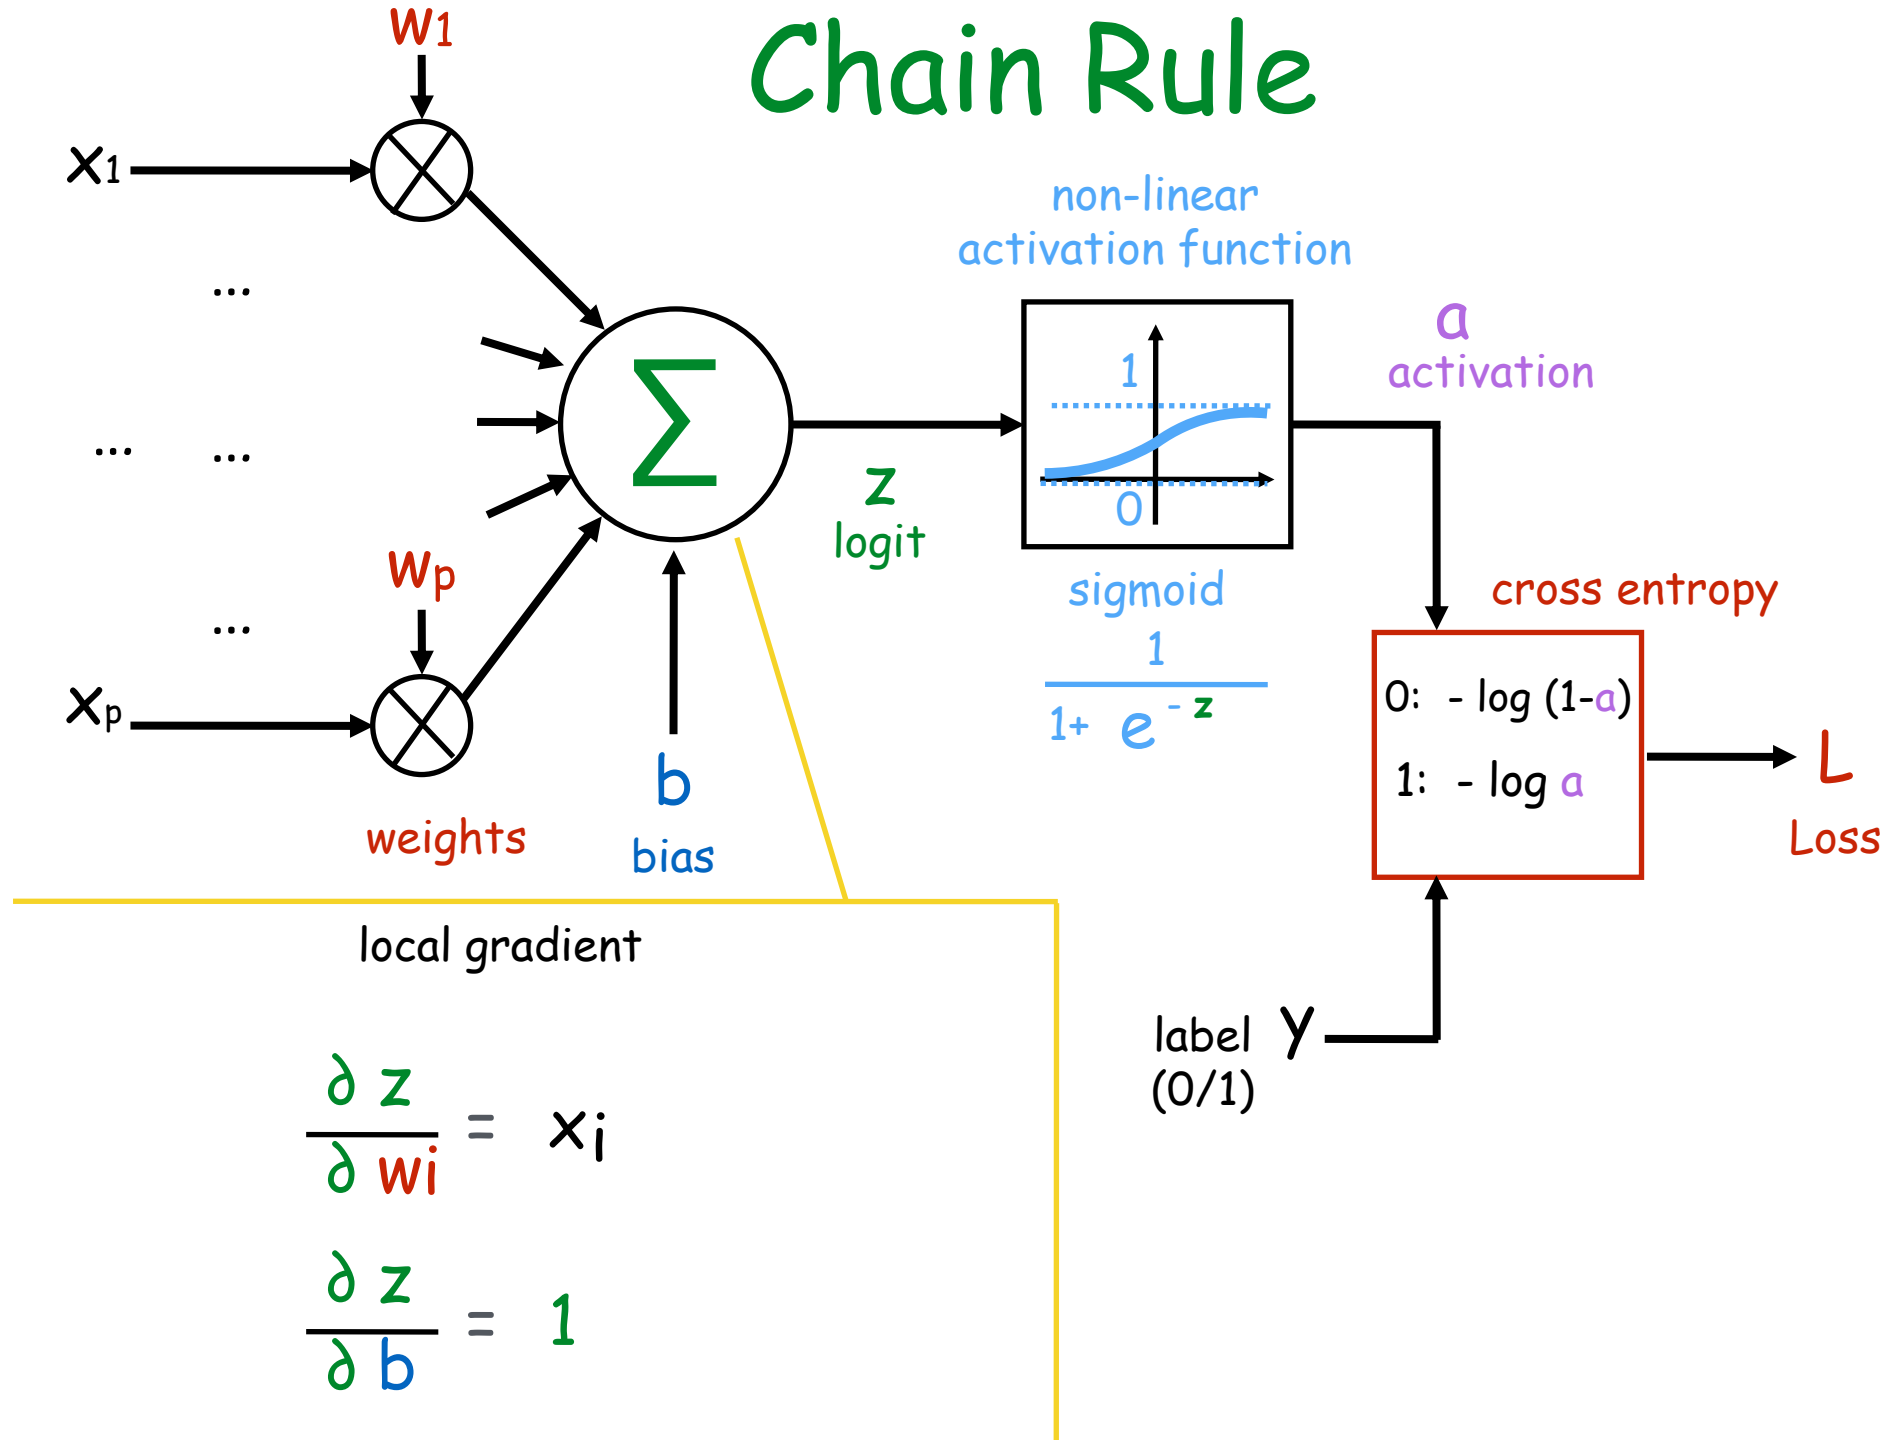 Chain Rule
w1
x1
...
non-linear
activation function
a
activation
Σ
1
0
z
logit
... ...
wp
...
xp
b
bias
weights
sigmoid
1
1+ e - z
cross entropy
0: - log (1-a)
1: - log a
L
Loss
label y
(0/1)
local gradient
∂ z
∂ wi
= xi
∂ z
∂ b
= 1